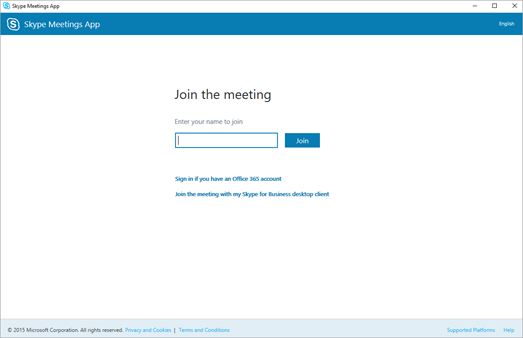 Skype Meetings App
Skype Meetings App English
Join the meeting
Enter your name to join
Join
Sign in if you have an Office 365 account
Join the meeting with my Skype for Business desktop client
© 2015 Microsoft Corporation. All rights reserved. Privacy and Cookies | Terms and Conditions Supported Platforms Help